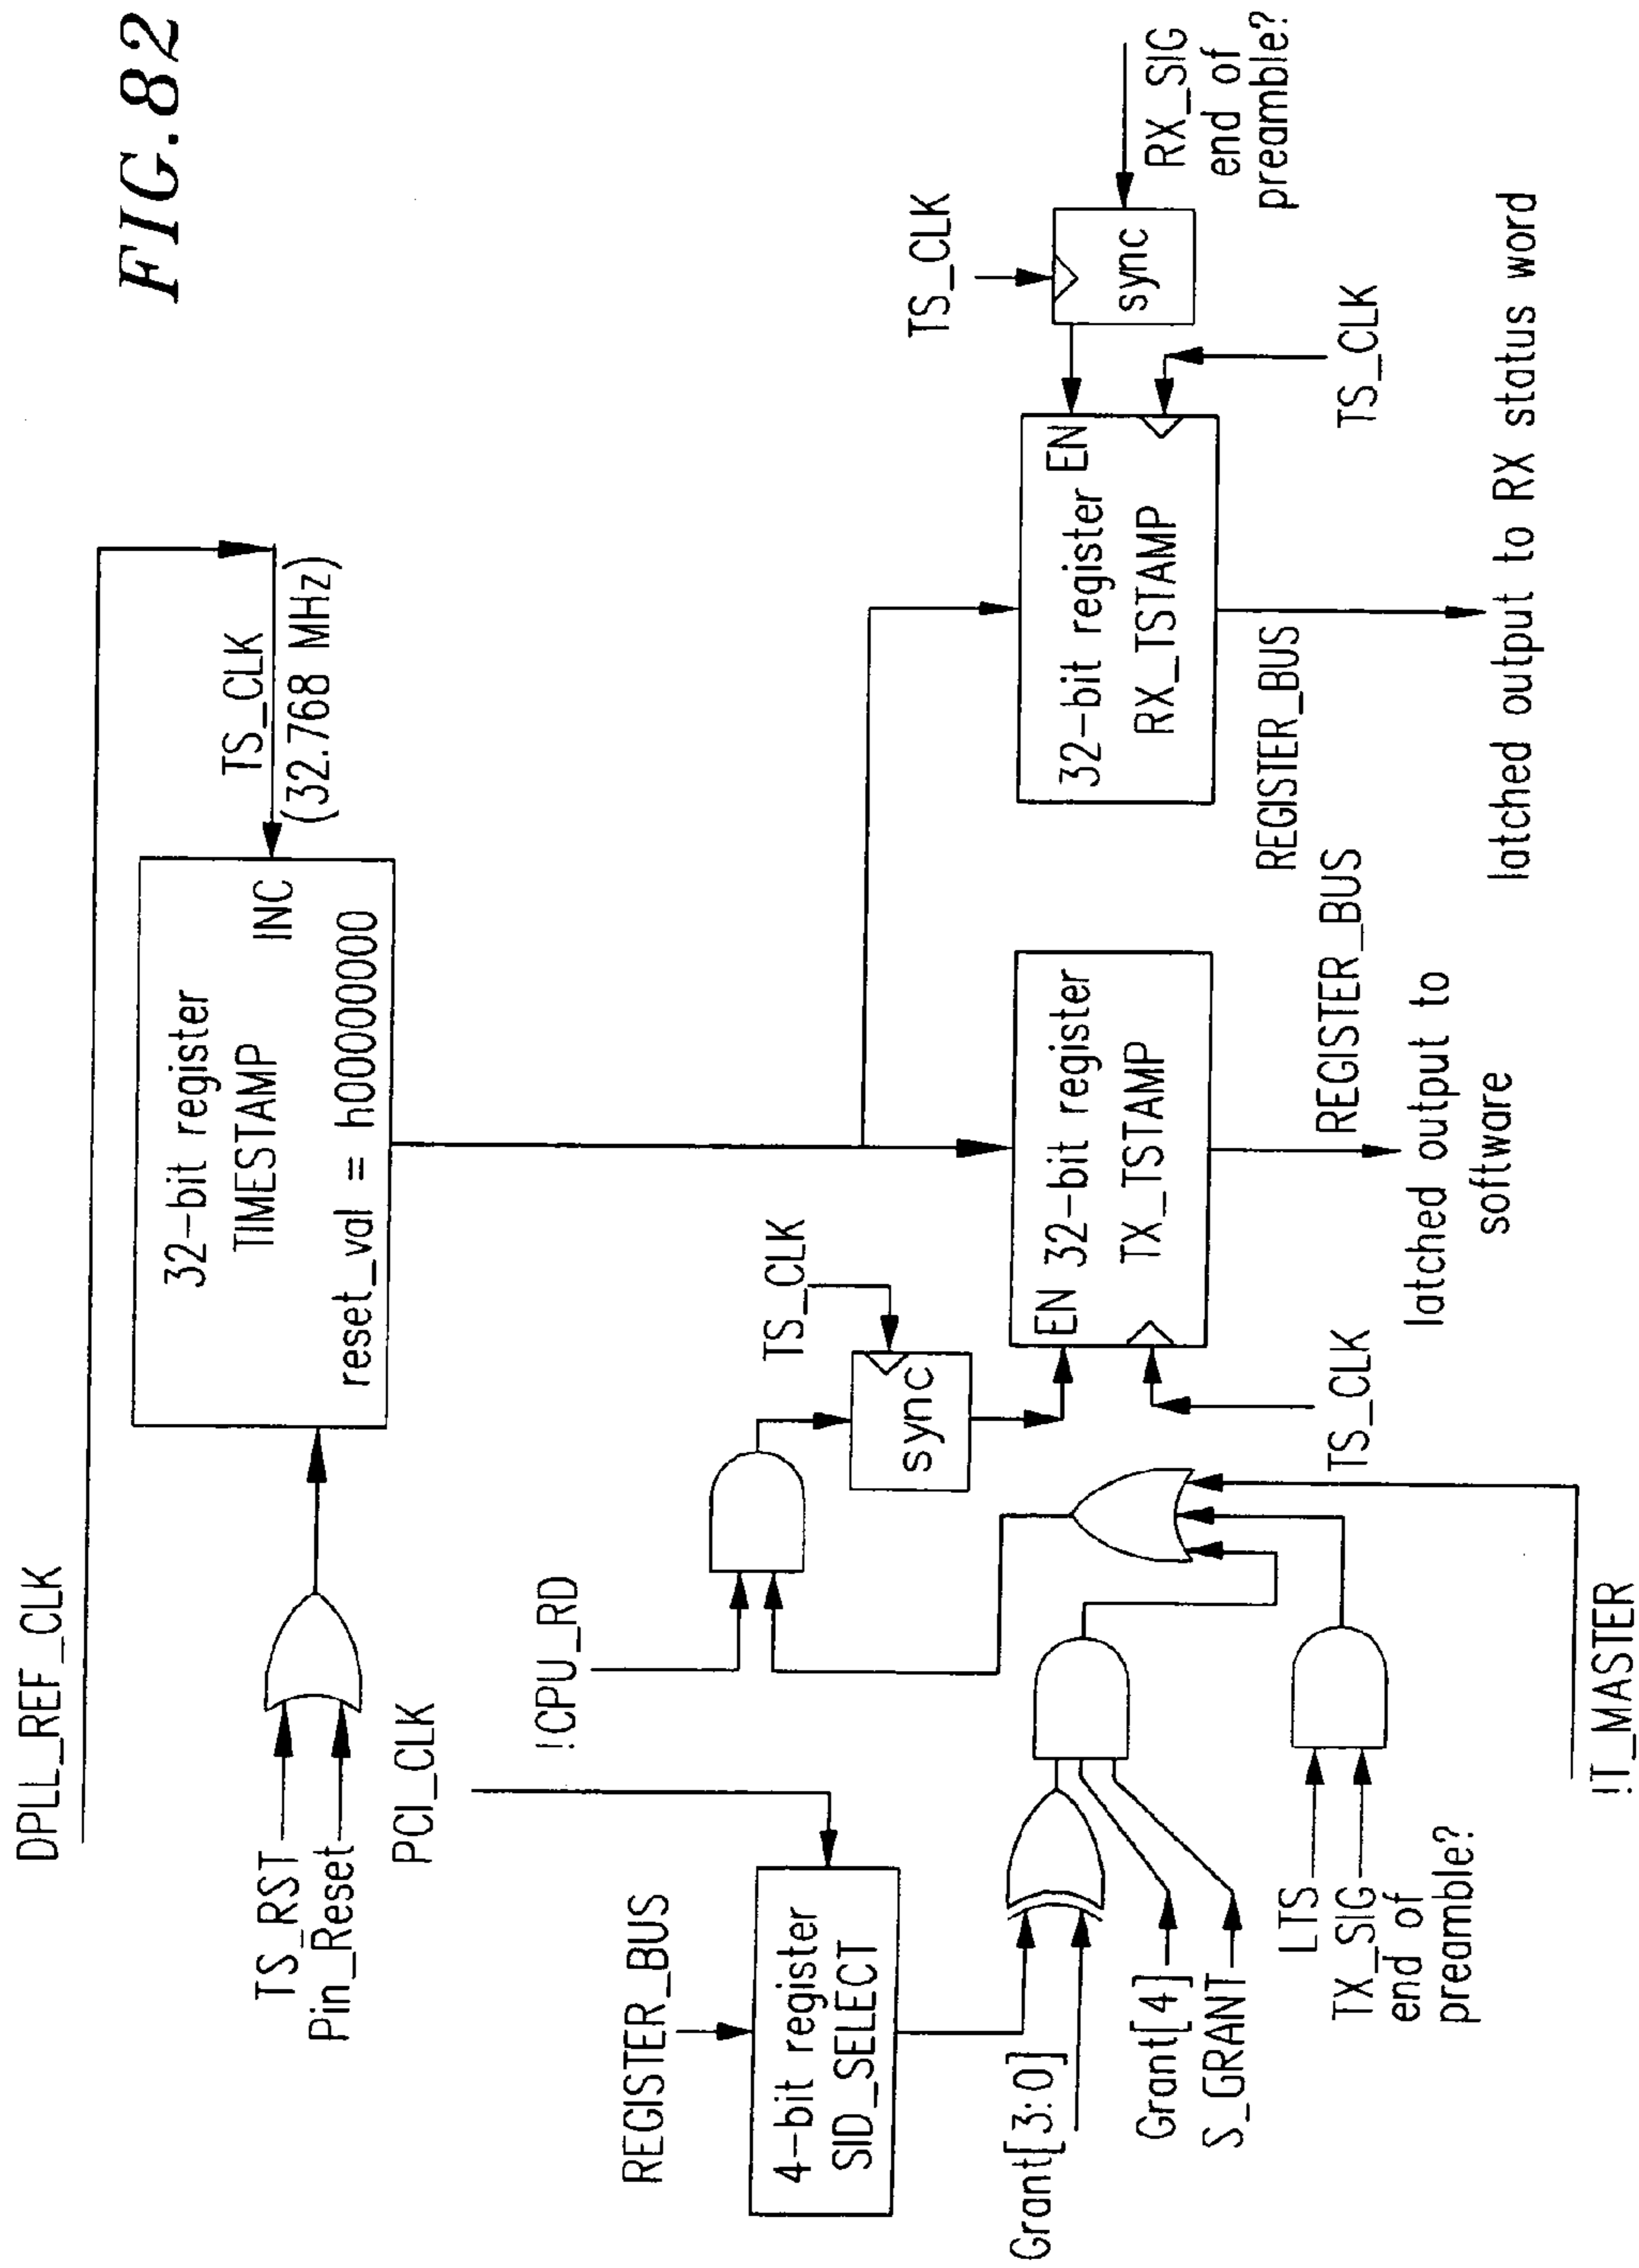 FIG.82
DPLL_REF_CLK
TS_RST
Pin_Reset
32-bit register
TIMESTAMP
INC
reset_val = h00000000
TS_CLK
(32.768 MHz)
PCI_CLK
!CPU_RD
REGISTER_BUS
4-bit register
SID_SELECT
TS_CLK
sync
Grant[3:0]
Grant[4]
S_GRANT
LTS
TX_SIG
end of
preamble?
!T_MASTER
TS_CLK
EN 32-bit register
TX_TSTAMP
REGISTER_BUS
latched output to
software
32-bit register EN
RX_TSTAMP
REGISTER_BUS
latched output to RX status word
TS_CLK
sync
RX_SIG
end of
preamble?
TS_CLK